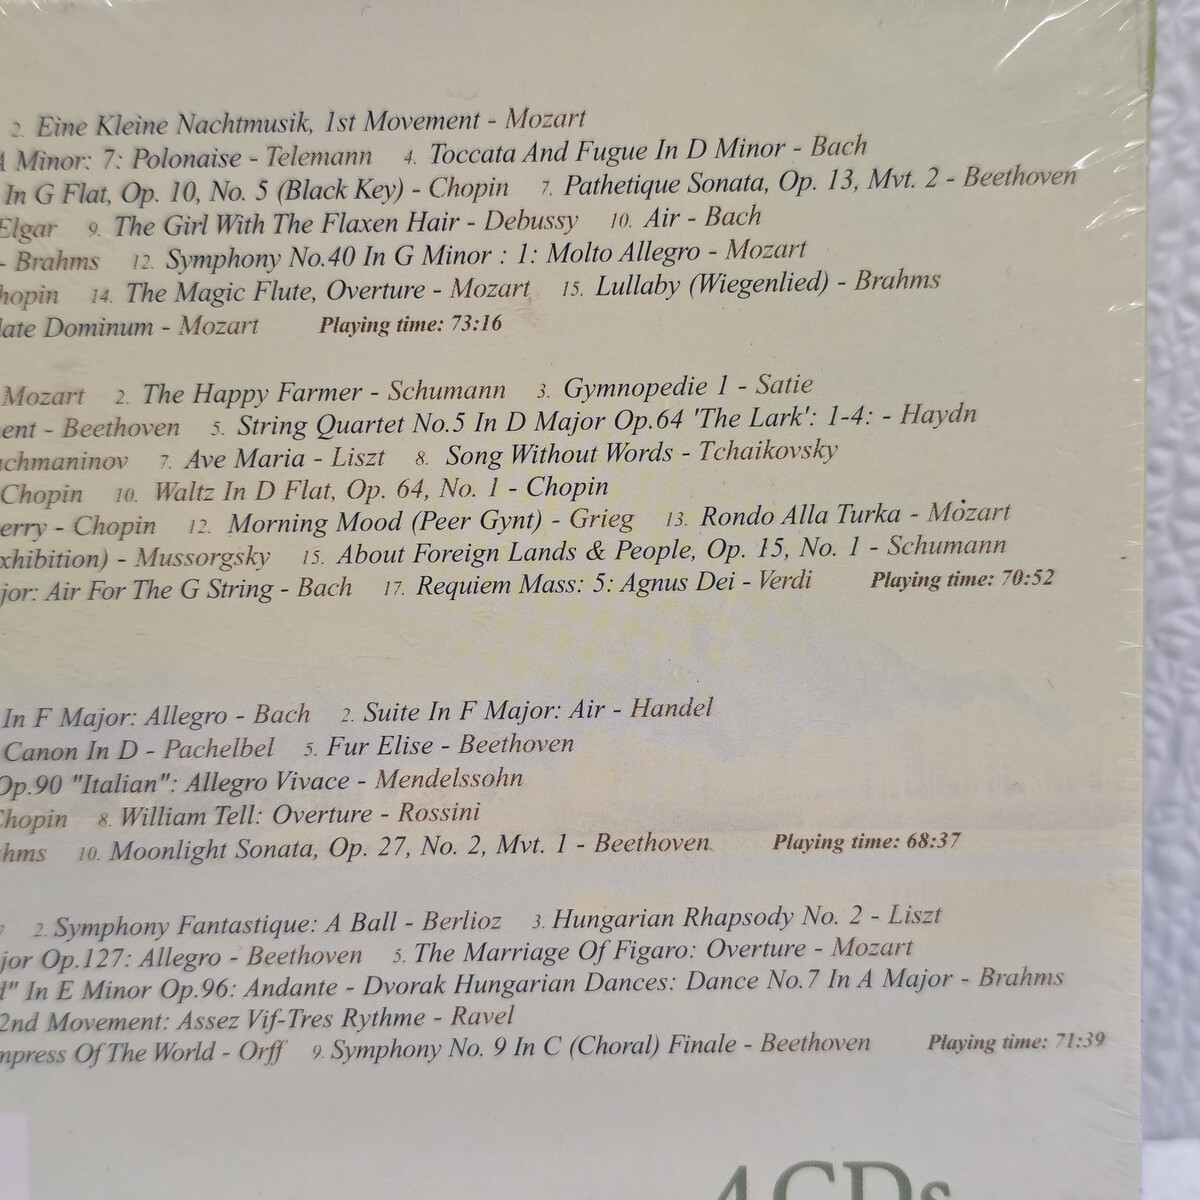 2. Eine Kleine Nachtmusik, 1st Movement - Mozart
A Minor: 7: Polonaise - Telemann 4. Toccata And Fugue In D Minor - Bach
In G Flat, Op. 10, No. 5 (Black Key) - Chopin 7. Pathetique Sonata, Op. 13, Mvt. 2 - Beethoven
Elgar 9. The Girl With The Flaxen Hair - Debussy 10. Air - Bach
- Brahms 12. Symphony No.40 In G Minor : 1: Molto Allegro - Mozart
hopin 14. The Magic Flute, Overture - Mozart 15. Lullaby (Wiegenlied) - Brahms
late Dominum - Mozart Playing time: 73:16
Mozart 2. The Happy Farmer - Schumann 3. Gymnopedie 1 - Satie
ent - Beethoven 5. String Quartet No.5 In D Major Op.64 'The Lark': 1-4: - Haydn
achmaninov 7. Ave Maria - Liszt 8. Song Without Words - Tchaikovsky
Chopin 10. Waltz In D Flat, Op. 64, No. 1 - Chopin
erry - Chopin 12. Morning Mood (Peer Gynt) - Grieg 13. Rondo Alla Turka - Mozart
xhibition) - Mussorgsky 15. About Foreign Lands & People, Op. 15, No. 1 - Schumann
jor: Air For The G String - Bach 17. Requiem Mass: 5: Agnus Dei - Verdi Playing time: 70:52
In F Major: Allegro - Bach 2. Suite In F Major: Air - Handel
Canon In D - Pachelbel 5. Fur Elise - Beethoven
Op.90 "Italian": Allegro Vivace - Mendelssohn
Chopin 8. William Tell: Overture - Rossini
hms 10. Moonlight Sonata, Op. 27, No. 2, Mvt. 1 - Beethoven Playing time: 68:37
2. Symphony Fantastique: A Ball - Berlioz 3. Hungarian Rhapsody No. 2 - Liszt
jor Op.127: Allegro - Beethoven 5. The Marriage Of Figaro: Overture - Mozart
" In E Minor Op.96: Andante - Dvorak Hungarian Dances: Dance No.7 In A Major - Brahms
2nd Movement: Assez Vif-Tres Rythme - Ravel
mpress Of The World - Orff 9. Symphony No. 9 In C (Choral) Finale - Beethoven Playing time: 71:39
4CDs